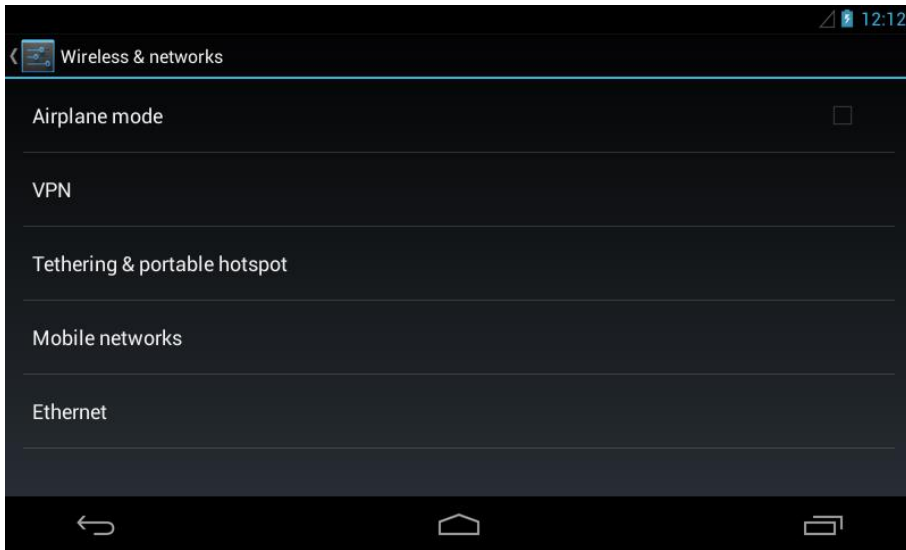 12:12
Wireless & networks
Airplane mode
VPN
Tethering & portable hotspot
Mobile networks
Ethernet